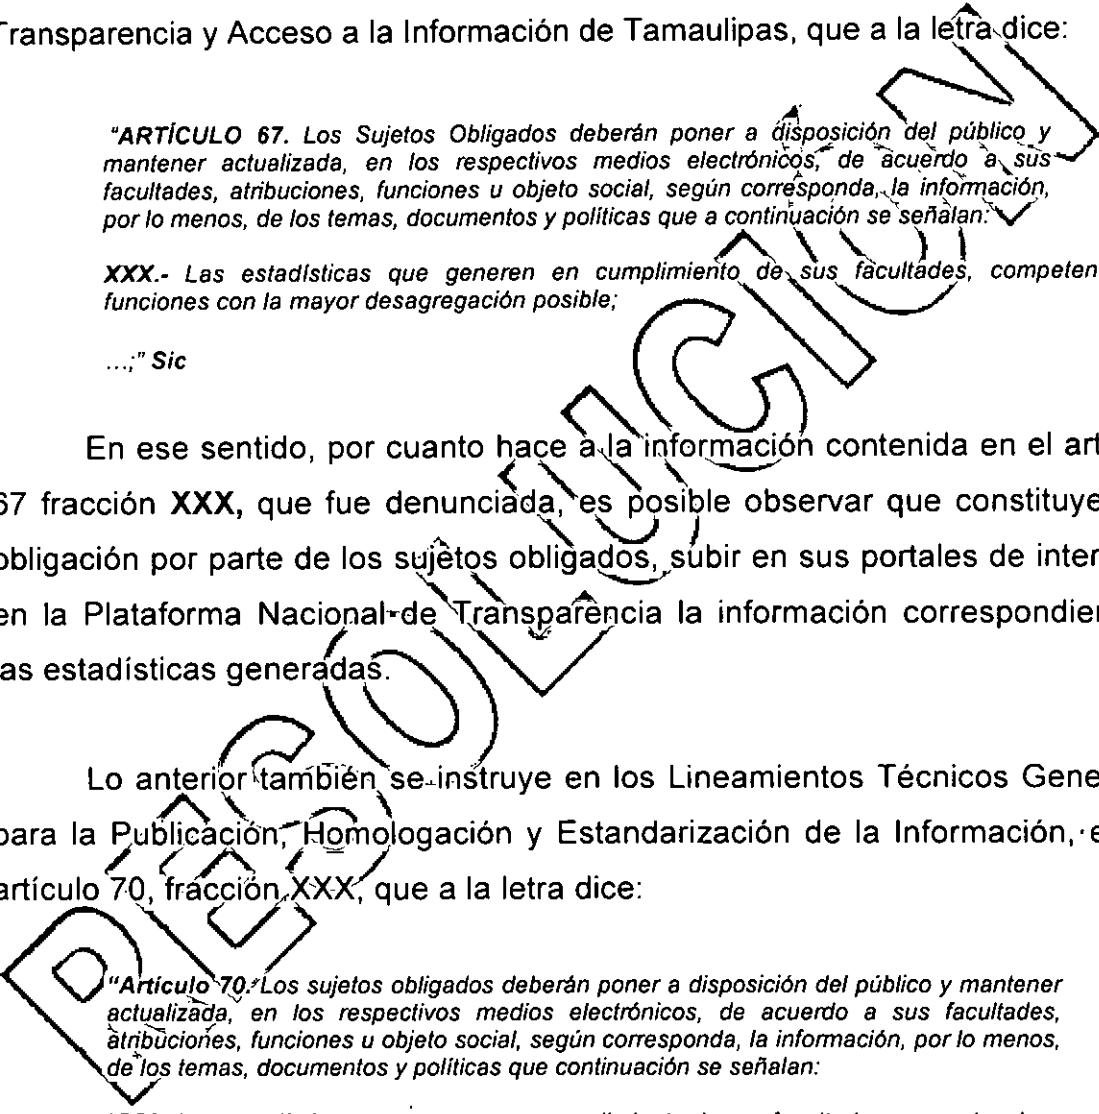 Transparencia y Acceso a la Información de Tamaulipas, que a la letra dice:
"ARTÍCULO 67. Los Sujetos Obligados deberán poner a disposición del público y
mantener actualizada, en los respectivos medios electrónicos, de acuerdo a sus
facultades, atribuciones, funciones u objeto social, según corresponda, la información,
por lo menos, de los temas, documentos y políticas que a continuación se señalan:
XXX.- Las estadísticas que generen en cumplimiento de sus facultades, competen
funciones con la mayor desagregación posible;
...;" Sic
En ese sentido, por cuanto hace a la información contenida en el art
67 fracción XXX, que fue denunciada, es posible observar que constituye
obligación por parte de los sujetos obligados, subir en sus portales de inter
en la Plataforma Nacional de Transparencia la información correspondier
las estadísticas generadas.
Lo anterior también se instruye en los Lineamientos Técnicos Gene
para la Publicación, Homologación y Estandarización de la Información, e
artículo 70, fracción XXX, que a la letra dice:
"Artículo 70. Los sujetos obligados deberán poner a disposición del público y mantener
actualizada, en los respectivos medios electrónicos, de acuerdo a sus facultades,
atribuciones, funciones u objeto social, según corresponda, la información, por lo menos,
de los temas, documentos y políticas que continuación se señalan:
RESOLUCION